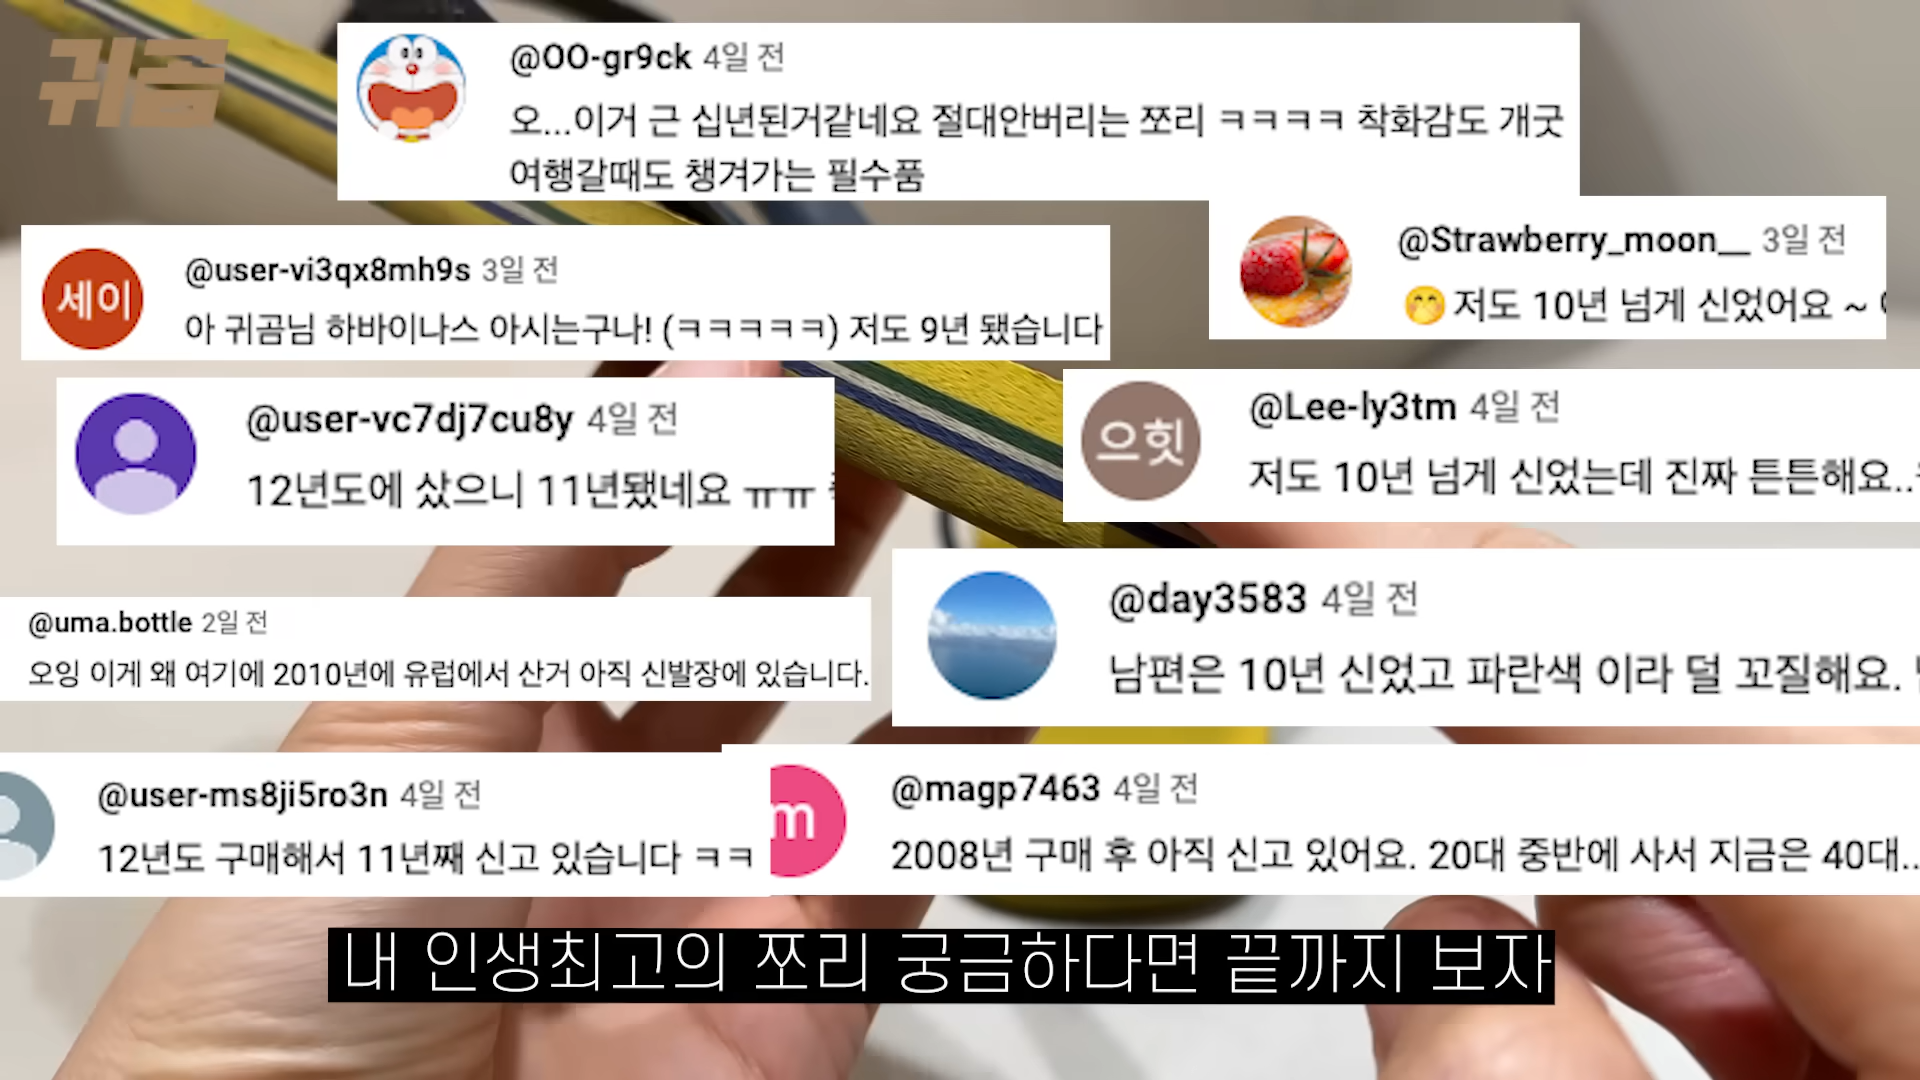 귀곰
@OO-gr9ck 4일 전
오...이거 근 십년된거같네요 절대안버리는 쪼리 ㅋㅋㅋㅋ 착화감도 개굿
여행갈때도 챙겨가는 필수품
세이
@user-vi3qx8mh9s 3일 전
아 귀곰님 하바이나스 아시는구나! (ㅋㅋㅋㅋㅋ) 저도 9년 됐습니다
@Strawberry_moon__ 3일 전
🤭저도 10년 넘게 신었어요 ~
@user-vc7dj7cu8y 4일 전
12년도에 샀으니 11년됐네요 ㅠㅠ
으힛
@Lee-ly3tm 4일 전
저도 10년 넘게 신었는데 진짜 튼튼해요..
@uma.bottle 2일 전
오잉 이게 왜 여기에 2010년에 유럽에서 산거 아직 신발장에 있습니다.
@day3583 4일 전
남편은 10년 신었고 파란색 이라 덜 꼬질해요.
@user-ms8ji5ro3n 4일 전
12년도 구매해서 11년째 신고 있습니다 ㅋㅋ
m
@magp7463 4일 전
2008년 구매 후 아직 신고 있어요. 20대 중반에 사서 지금은 40대..
내 인생최고의 쪼리 궁금하다면 끝까지 보자